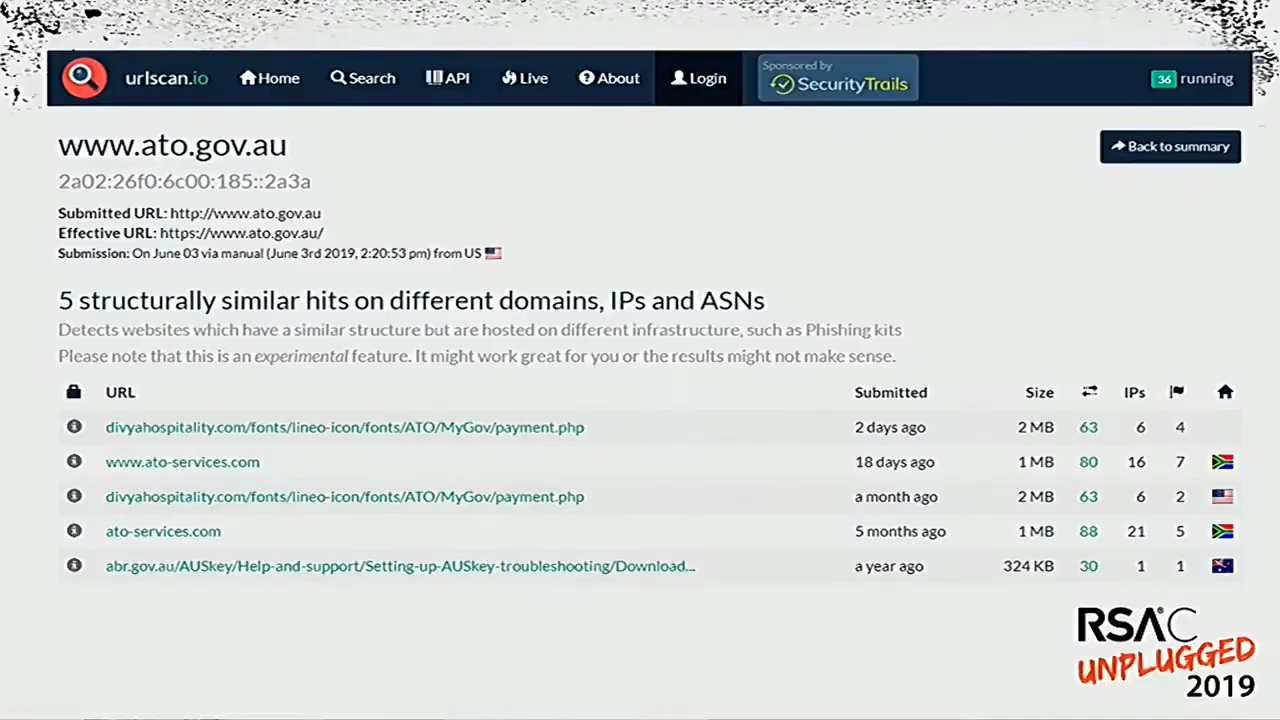 urlscan.io Home Search API Live About Login Sponsored by SecurityTrails 36 running
www.ato.gov.au Back to summary
2a02:26f0:6c00:185::2a3a
Submitted URL: http://www.ato.gov.au
Effective URL: https://www.ato.gov.au/
Submission: On June 03 via manual (June 3rd 2019, 2:20:53 pm) from US
5 structurally similar hits on different domains, IPs and ASNs
Detects websites which have a similar structure but are hosted on different infrastructure, such as Phishing kits
Please note that this is an experimental feature. It might work great for you or the results might not make sense.
URL Submitted Size IPs
divyahospitality.com/fonts/lineo-icon/fonts/ATO/MyGov/payment.php 2 days ago 2 MB 63 6 4
www.ato-services.com 18 days ago 1 MB 80 16 7
divyahospitality.com/fonts/lineo-icon/fonts/ATO/MyGov/payment.php a month ago 2 MB 63 6 2
ato-services.com 5 months ago 1 MB 88 21 5
abr.gov.au/AUSkey/Help-and-support/Setting-up-AUSkey-troubleshooting/Download... a year ago 324 KB 30 1 1
RSAC
UNPLUGGED
2019